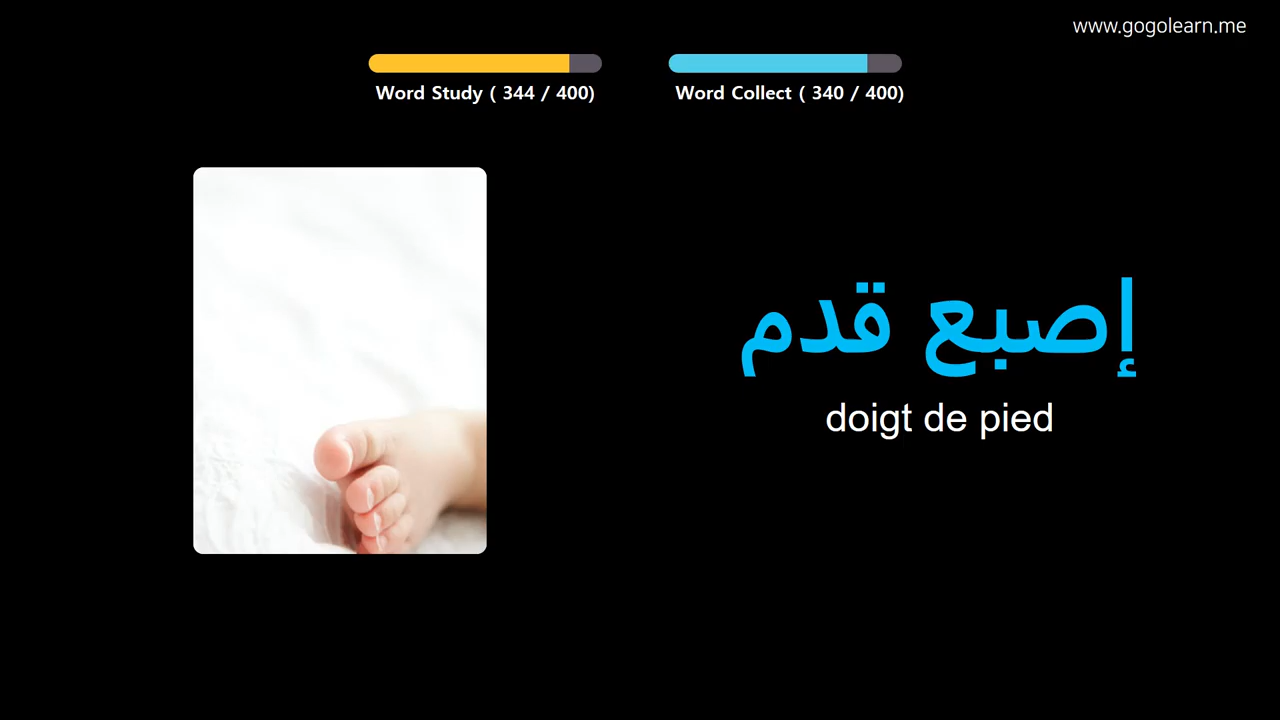 www.gogolearn.me
Word Study ( 344 / 400)
Word Collect ( 340 / 400)
إصبع قدم
doigt de pied